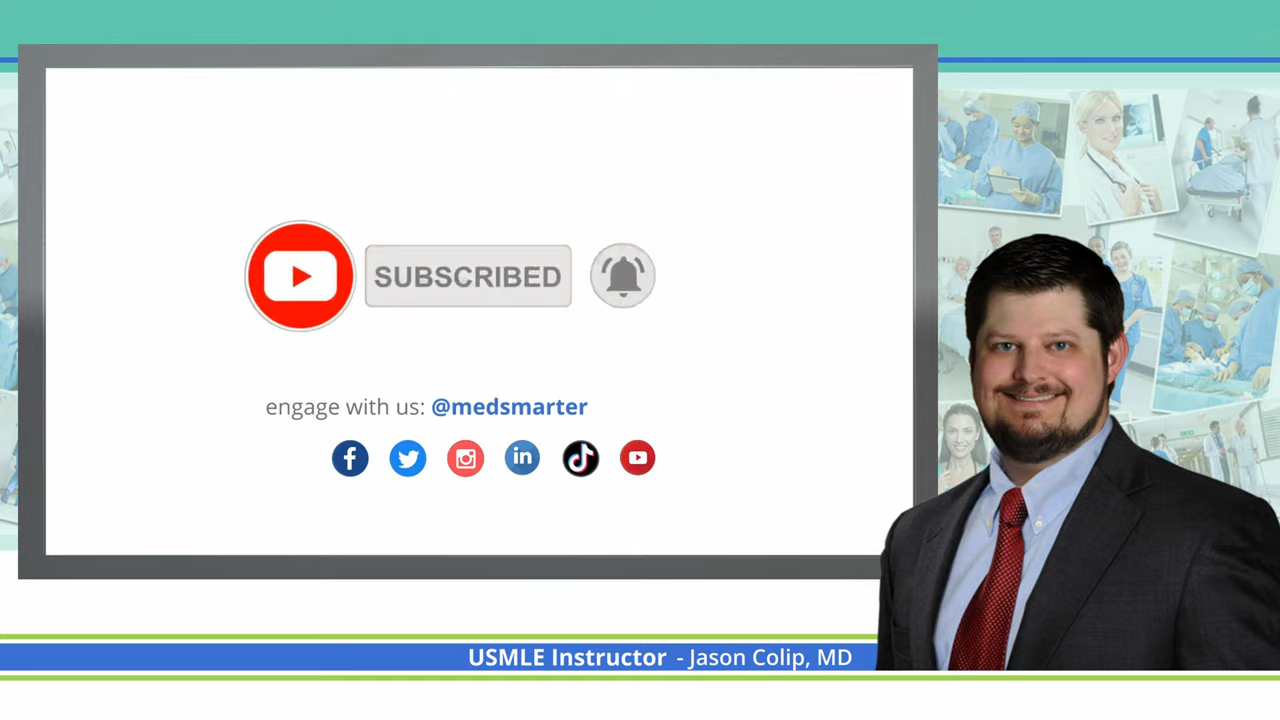 SUBSCRIBED
engage with us: @medsmarter
USMLE Instructor - Jason Colip, MD